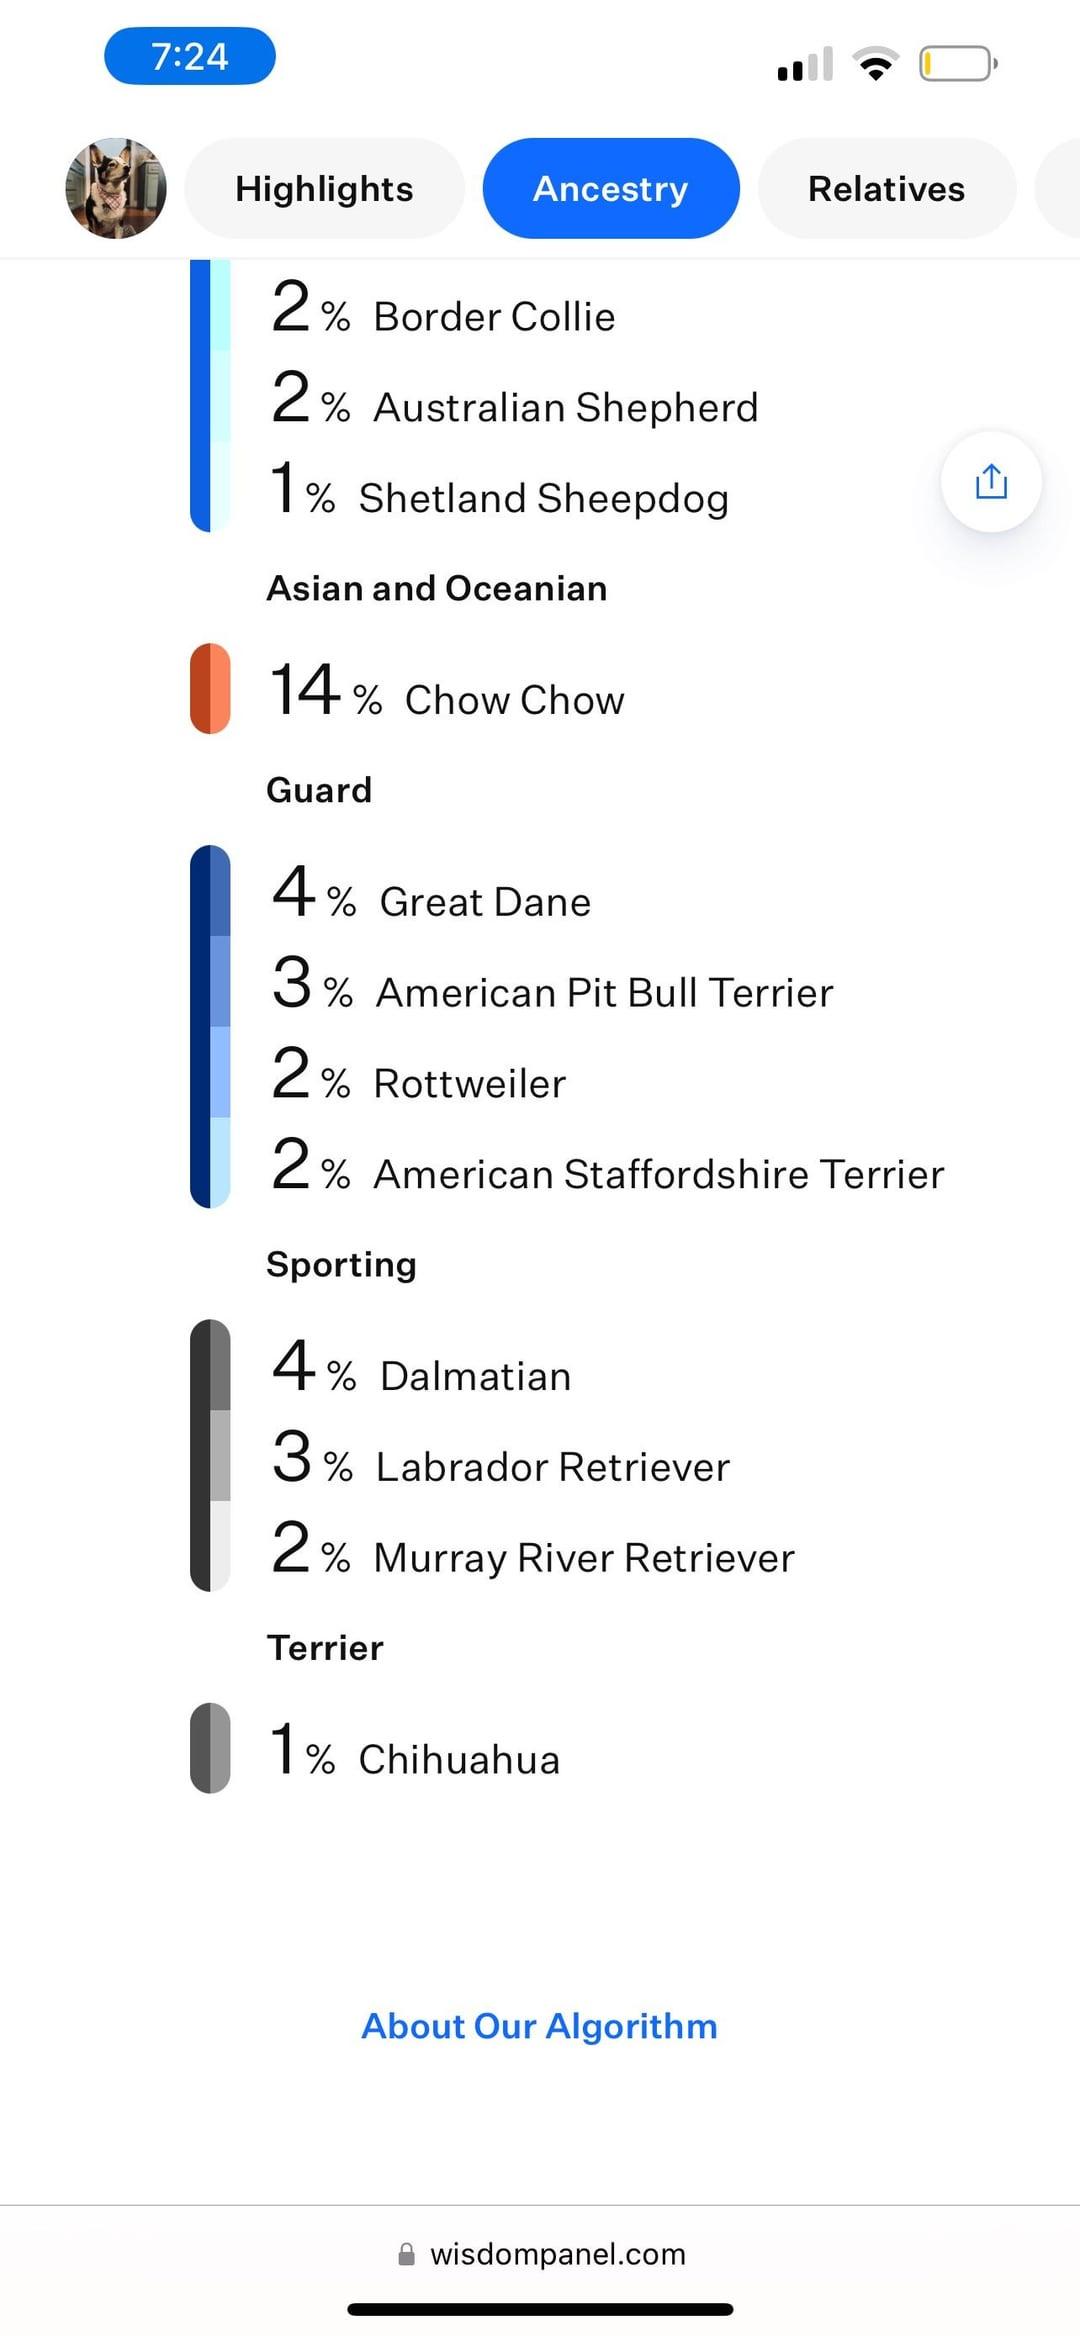 7:24
Highlights Ancestry Relatives
2% Border Collie
2% Australian Shepherd
1% Shetland Sheepdog
Asian and Oceanian
14% Chow Chow
Guard
4% Great Dane
3% American Pit Bull Terrier
2% Rottweiler
2% American Staffordshire Terrier
Sporting
4% Dalmatian
3% Labrador Retriever
2% Murray River Retriever
Terrier
1% Chihuahua
About Our Algorithm
wisdompanel.com